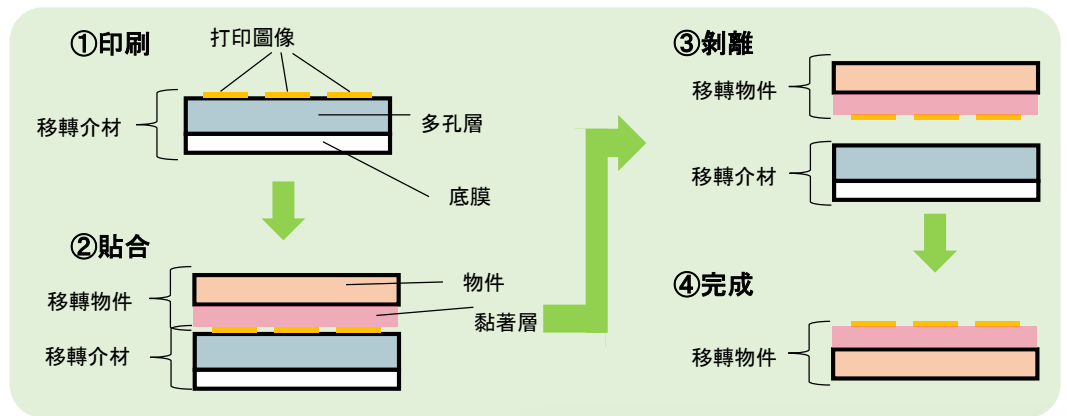 ①印刷
打印圖像
移轉介材
多孔層
底膜
②貼合
移轉物件
物件
黏著層
移轉介材
③剝離
移轉物件
移轉介材
④完成
移轉物件